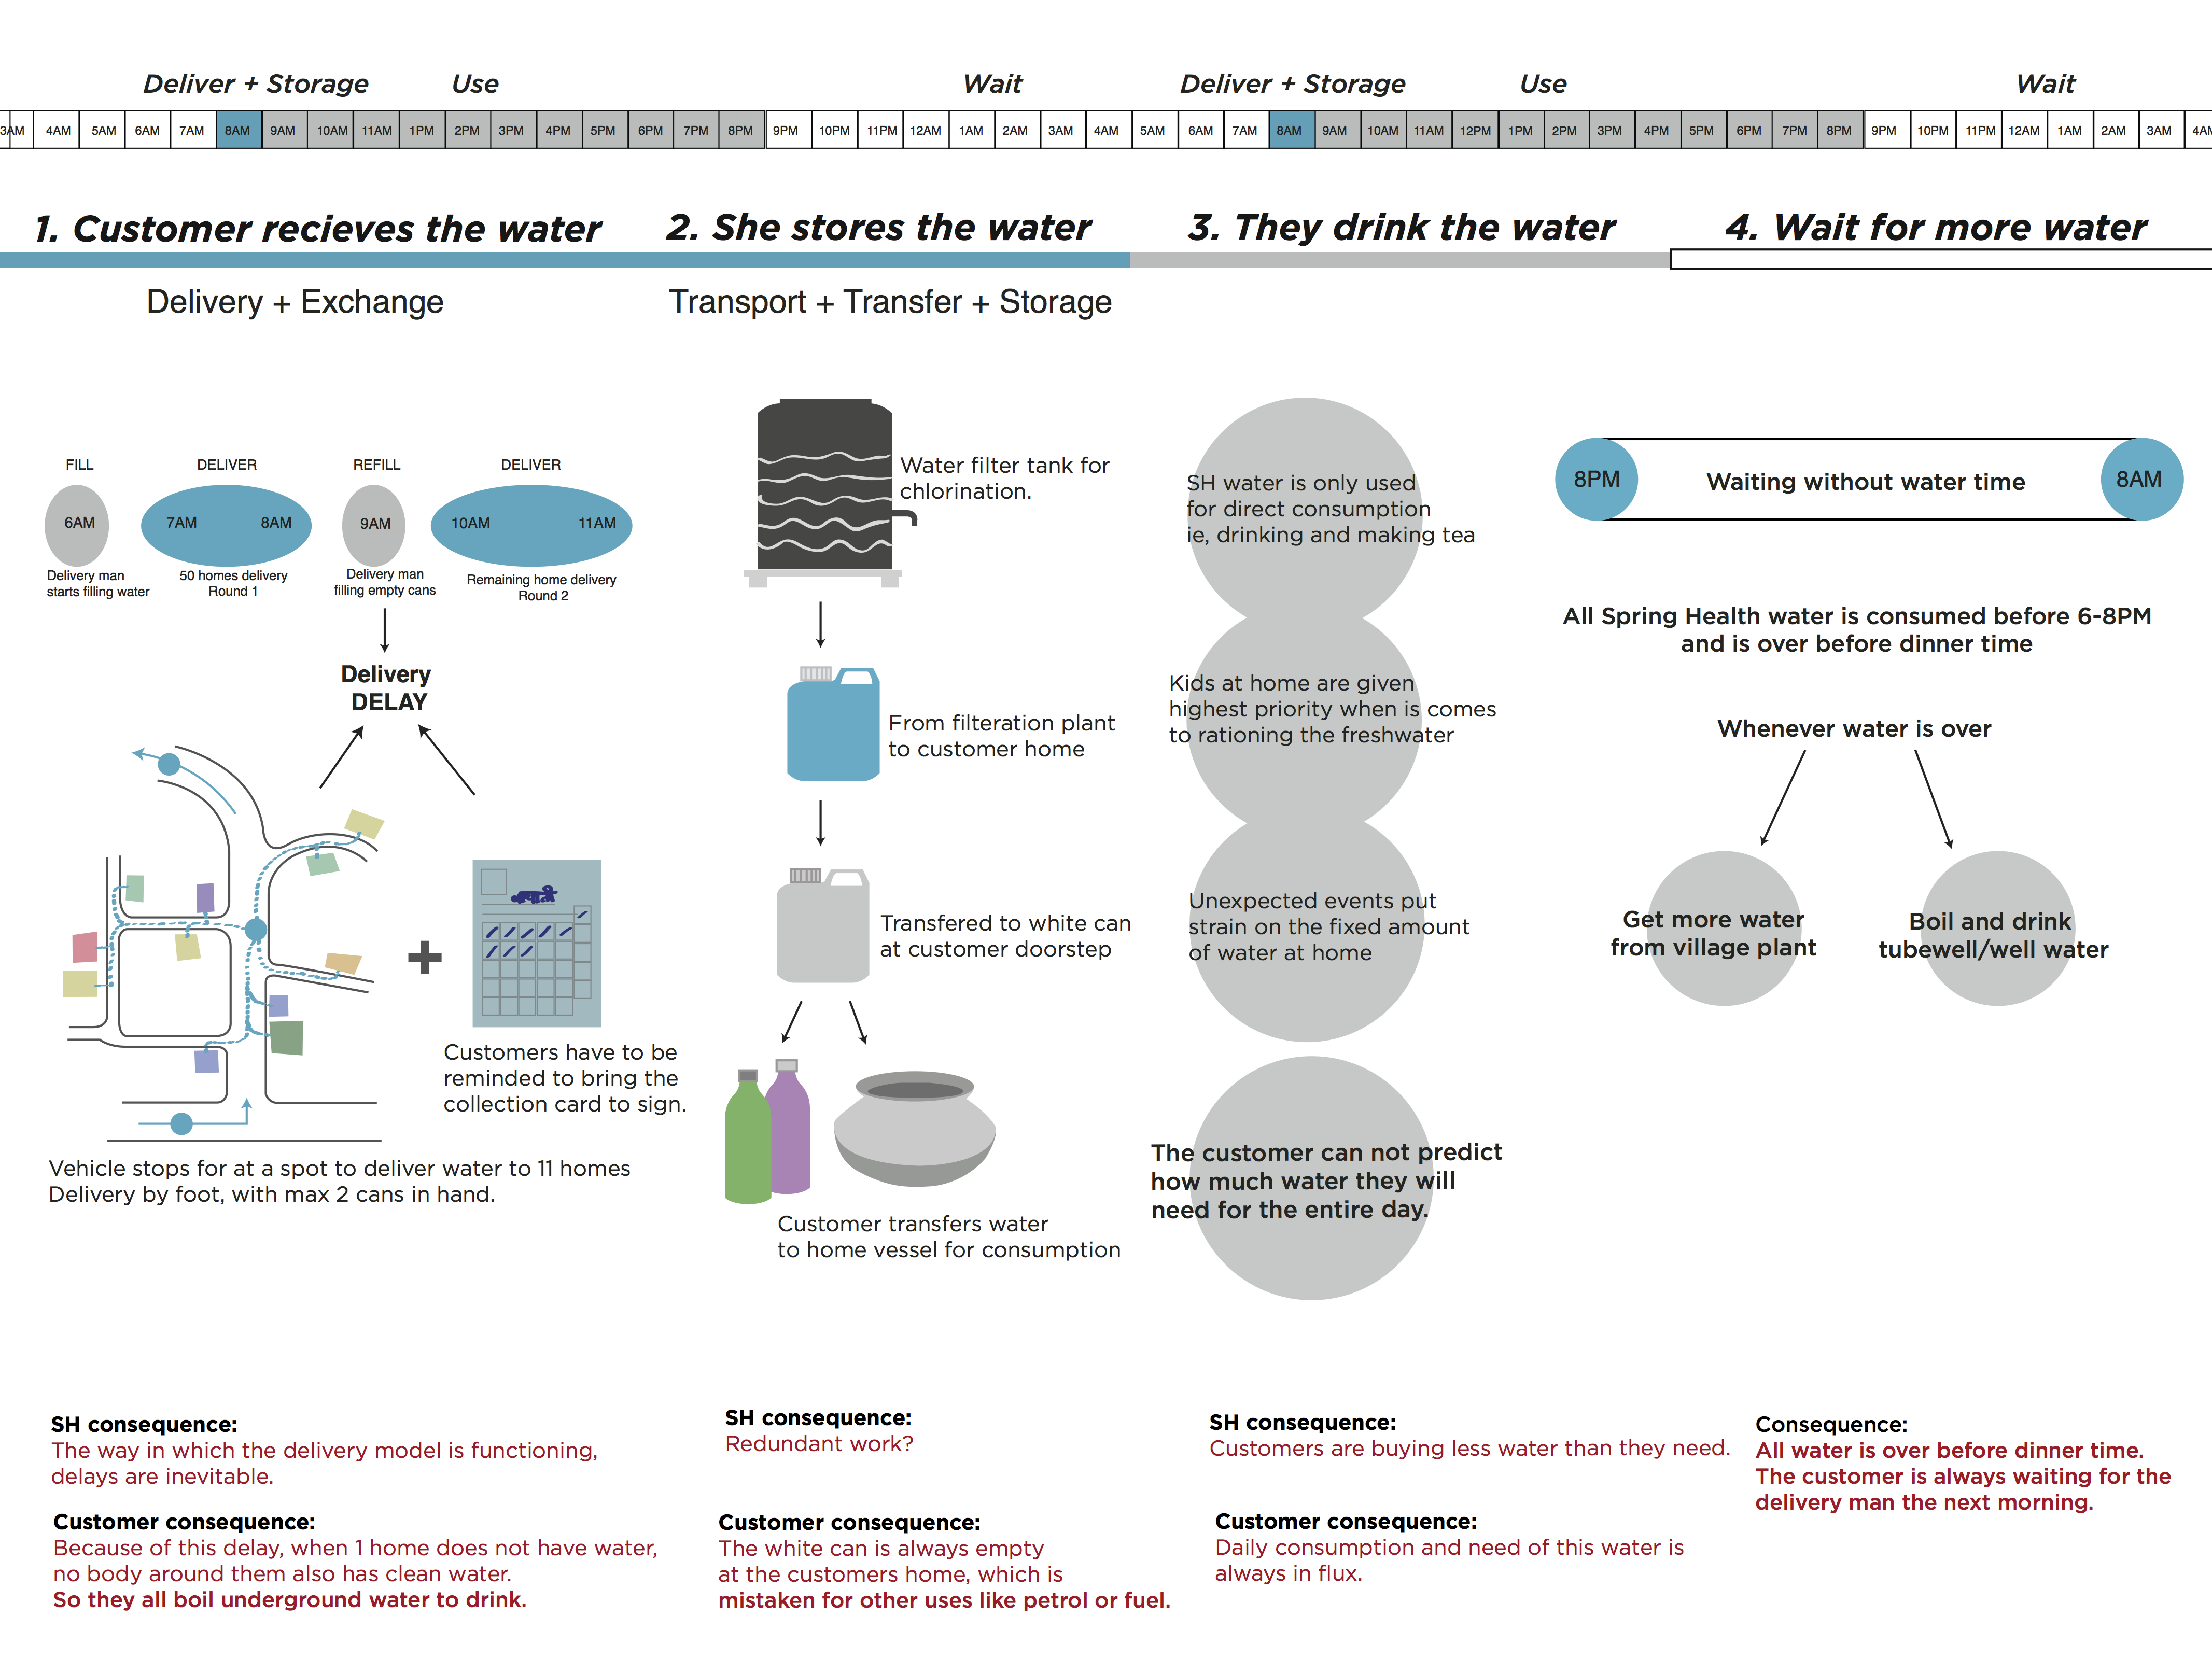 Deliver + Storage Use Wait Deliver + Storage Use Wait
3AM 4AM 5AM 6AM 7AM 8AM 9AM 10AM 11AM 1PM 2PM 3PM 4PM 5PM 6PM 7PM 8PM 9PM 10PM 11PM 12AM 1AM 2AM 3AM 4AM 5AM 6AM 7AM 8AM 9AM 10AM 11AM 12PM 1PM 2PM 3PM 4PM 5PM 6PM 7PM 8PM 9PM 10PM 11PM 12AM 1AM 2AM 3AM 4AM
1. Customer recieves the water
Delivery + Exchange
FILL DELIVER REFILL DELIVER
6AM 7AM 8AM 9AM 10AM 11AM
Delivery man
starts filling water
50 homes delivery
Round 1
Delivery man
filling empty cans
Remaining home delivery
Round 2
Delivery
DELAY
Customers have to be
reminded to bring the
collection card to sign.
Vehicle stops for at a spot to deliver water to 11 homes
Delivery by foot, with max 2 cans in hand.
SH consequence:
The way in which the delivery model is functioning,
delays are inevitable.
Customer consequence:
Because of this delay, when 1 home does not have water,
no body around them also has clean water.
So they all boil underground water to drink.
2. She stores the water
Transport + Transfer + Storage
Water filter tank for
chlorination.
From filteration plant
to customer home
Transfered to white can
at customer doorstep
Customer transfers water
to home vessel for consumption
SH consequence:
Redundant work?
Customer consequence:
The white can is always empty
at the customers home, which is
mistaken for other uses like petrol or fuel.
3. They drink the water
SH water is only used
for direct consumption
ie, drinking and making tea
Kids at home are given
highest priority when is comes
to rationing the freshwater
Unexpected events put
strain on the fixed amount
of water at home
The customer can not predict
how much water they will
need for the entire day.
SH consequence:
Customers are buying less water than they need.
Customer consequence:
Daily consumption and need of this water is
always in flux.
4. Wait for more water
8PM Waiting without water time 8AM
All Spring Health water is consumed before 6-8PM
and is over before dinner time
Whenever water is over
Get more water
from village plant
Boil and drink
tubewell/well water
Consequence:
All water is over before dinner time.
The customer is always waiting for the
delivery man the next morning.